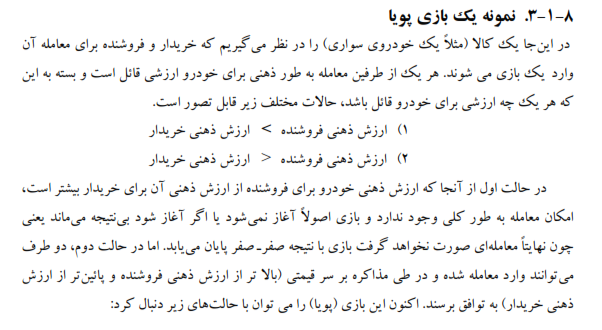 ۸-۱-۳. نمونه یک بازی پویا
در این‌جا یک کالا (مثلاً یک خودروی سواری) را در نظر می‌گیریم که خریدار و فروشنده برای معامله آن
وارد یک بازی می شوند. هر یک از طرفین معامله به طور ذهنی برای خودرو ارزشی قائل است و بسته به این
که هر یک چه ارزشی برای خودرو قائل باشد، حالات مختلف زیر قابل تصور است.
۱) ارزش ذهنی فروشنده > ارزش ذهنی خریدار
۲) ارزش ذهنی فروشنده < ارزش ذهنی خریدار
در حالت اول از آنجا که ارزش ذهنی خودرو برای فروشنده از ارزش ذهنی آن برای خریدار بیشتر است،
امکان معامله به طور کلی وجود ندارد و بازی اصولاً آغاز نمی‌شود یا اگر آغاز شود بی‌نتیجه می‌ماند یعنی
چون نهایتاً معامله‌ای صورت نخواهد گرفت بازی با نتیجه صفر-صفر پایان می‌یابد. اما در حالت دوم، دو طرف
می‌توانند وارد معامله شده و در طی مذاکره بر سر قیمتی (بالا تر از ارزش ذهنی فروشنده و پائین‌تر از ارزش
ذهنی خریدار) به توافق برسند. اکنون این بازی (پویا) را می توان با حالت‌های زیر دنبال کرد: